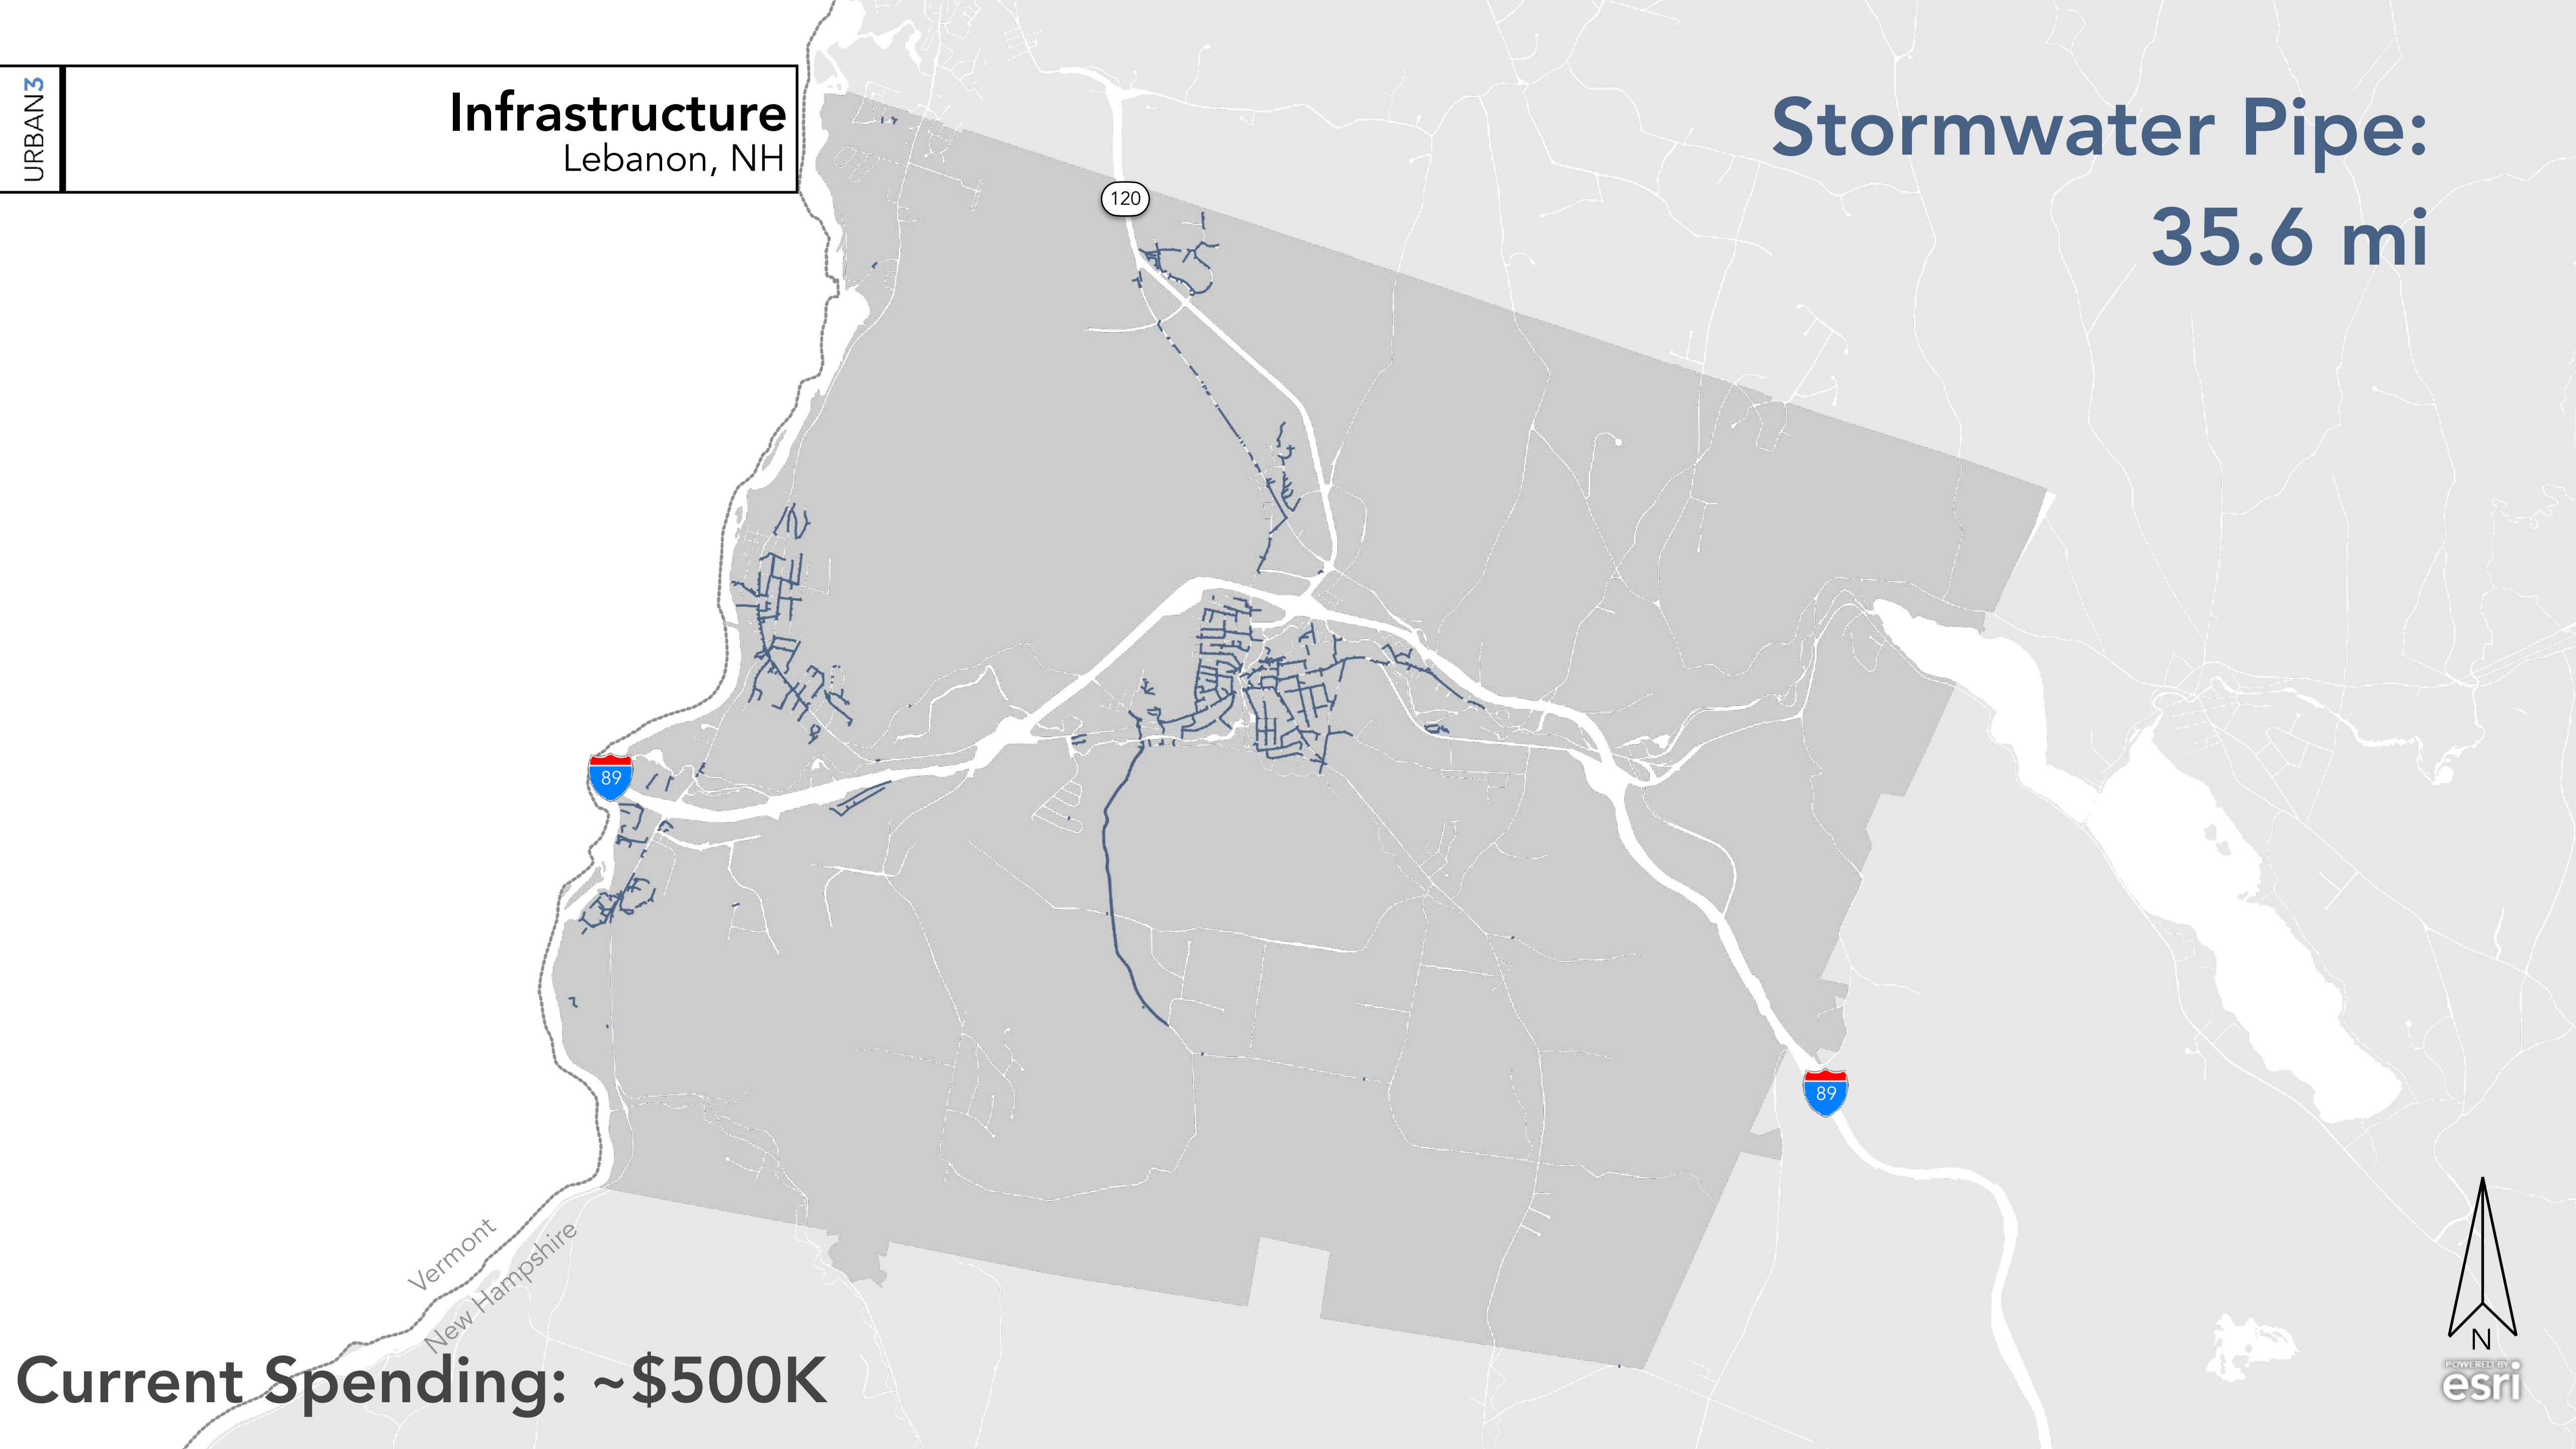 URBAN3
Infrastructure
Lebanon, NH
Stormwater Pipe:
35.6 mi
120
89
89
Vermont
New Hampshire
Current Spending: ~$500K
N
POWERED BY
esri